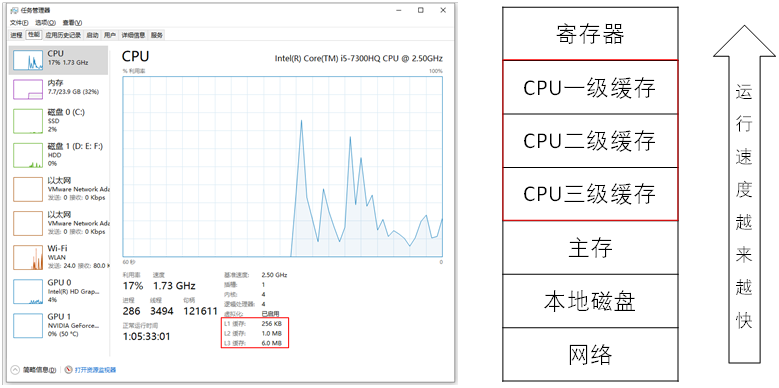 任务管理器
文件(F) 选项(O) 查看(V)
进程 性能 应用历史记录 启动 用户 详细信息 服务
CPU
17% 1.73 GHz
内存
7.7/23.9 GB (32%)
磁盘 0 (C:)
SSD
2%
磁盘 1 (D: E: F:)
HDD
0%
以太网
VMware Network Ada
发送: 0 接收: 0 Kbps
以太网
VMware Network Ada
发送: 0 接收: 0 Kbps
Wi-Fi
WLAN
发送: 24.0 接收: 80.0 K
GPU 0
Intel(R) HD Grap...
4%
GPU 1
NVIDIA GeForce...
0% (50 °C)
CPU
Intel(R) Core(TM) i5-7300HQ CPU @ 2.50GHz
% 利用率
100%
60 秒
0
利用率
17%
速度
1.73 GHz
进程
286
线程
3494
句柄
121611
正常运行时间
1:05:33:01
基准速度: 2.50 GHz
插槽: 1
内核: 4
逻辑处理器: 4
虚拟化: 已启用
L1 缓存: 256 KB
L2 缓存: 1.0 MB
L3 缓存: 6.0 MB
简略信息(D)
打开资源监视器
寄存器
CPU一级缓存
CPU二级缓存
CPU三级缓存
主存
本地磁盘
网络
运行速度越来越快